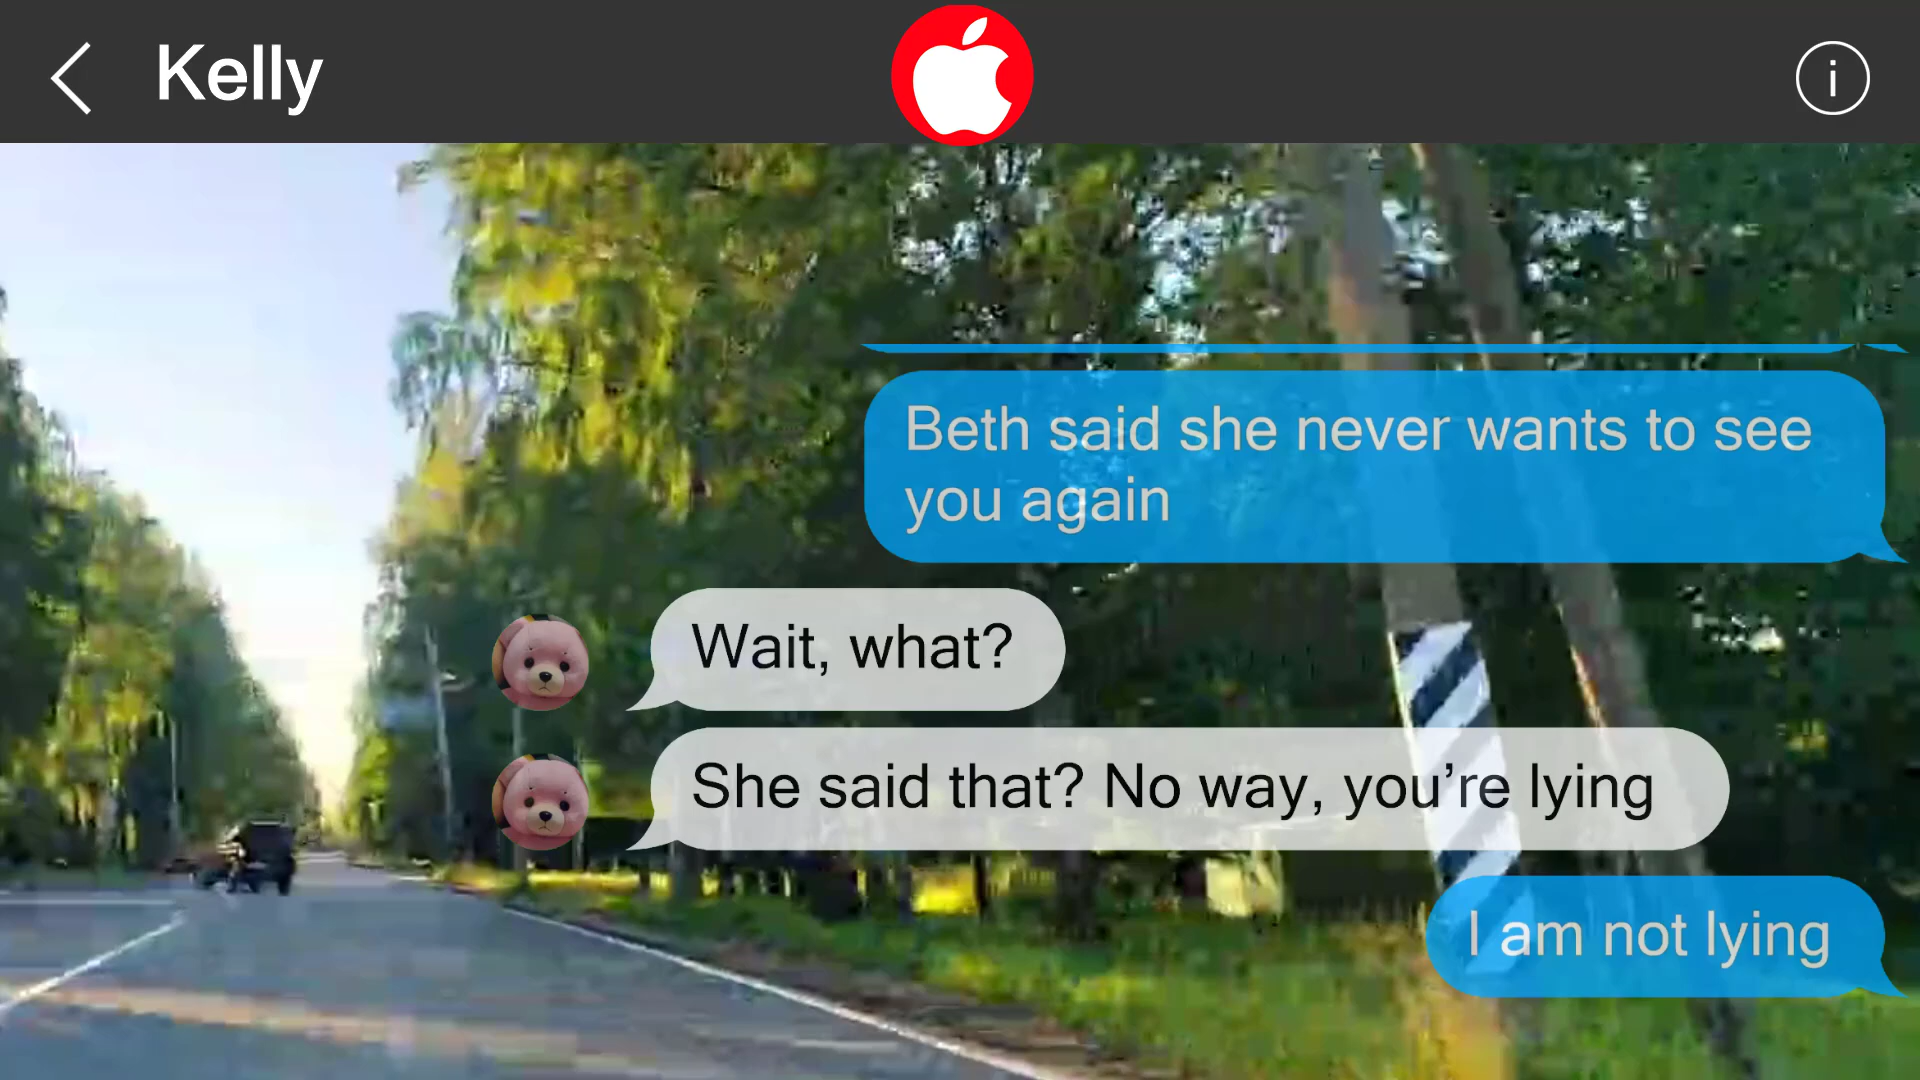 Kelly
Beth said she never wants to see
you again
Wait, what?
She said that? No way, you’re lying
I am not lying